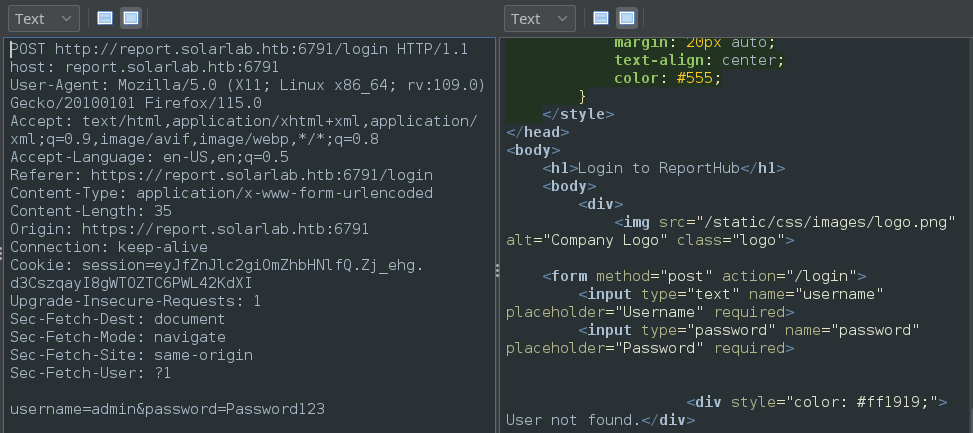 Text
POST http://report.solarlab.htb:6791/login HTTP/1.1
host: report.solarlab.htb:6791
User-Agent: Mozilla/5.0 (X11; Linux x86_64; rv:109.0)
Gecko/20100101 Firefox/115.0
Accept: text/html,application/xhtml+xml,application/
xml;q=0.9,image/avif,image/webp,*/*;q=0.8
Accept-Language: en-US,en;q=0.5
Referer: https://report.solarlab.htb:6791/login
Content-Type: application/x-www-form-urlencoded
Content-Length: 35
Origin: https://report.solarlab.htb:6791
Connection: keep-alive
Cookie: session=eyJfZnJlc2giOmZhbHNlfQ.Zj_ehg.
d3CszqayI8gWTOZTC6PWL42KdXI
Upgrade-Insecure-Requests: 1
Sec-Fetch-Dest: document
Sec-Fetch-Mode: navigate
Sec-Fetch-Site: same-origin
Sec-Fetch-User: ?1
username=admin&password=Password123
Text
margin: 20px auto;
text-align: center;
color: #555;
}
</style>
</head>
<body>
<h1>Login to ReportHub</h1>
<body>
<div>
<img src="/static/css/images/logo.png"
alt="Company Logo" class="logo">
<form method="post" action="/login">
<input type="text" name="username"
placeholder="Username" required>
<input type="password" name="password"
placeholder="Password" required>
<div style="color: #ff1919;">
User not found.</div>